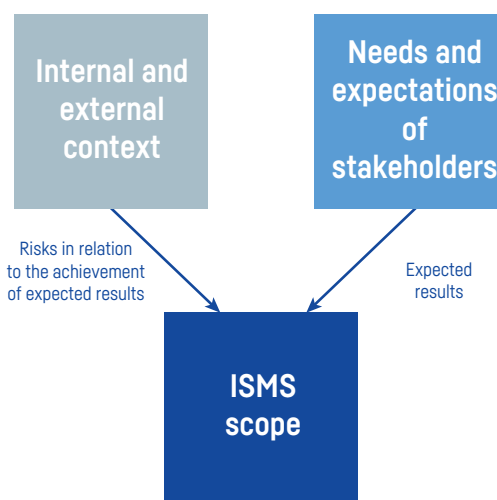 Internal and
external
context
Needs and
expectations
of
stakeholders
Risks in relation
to the achievement
of expected results
Expected
results
ISMS
scope